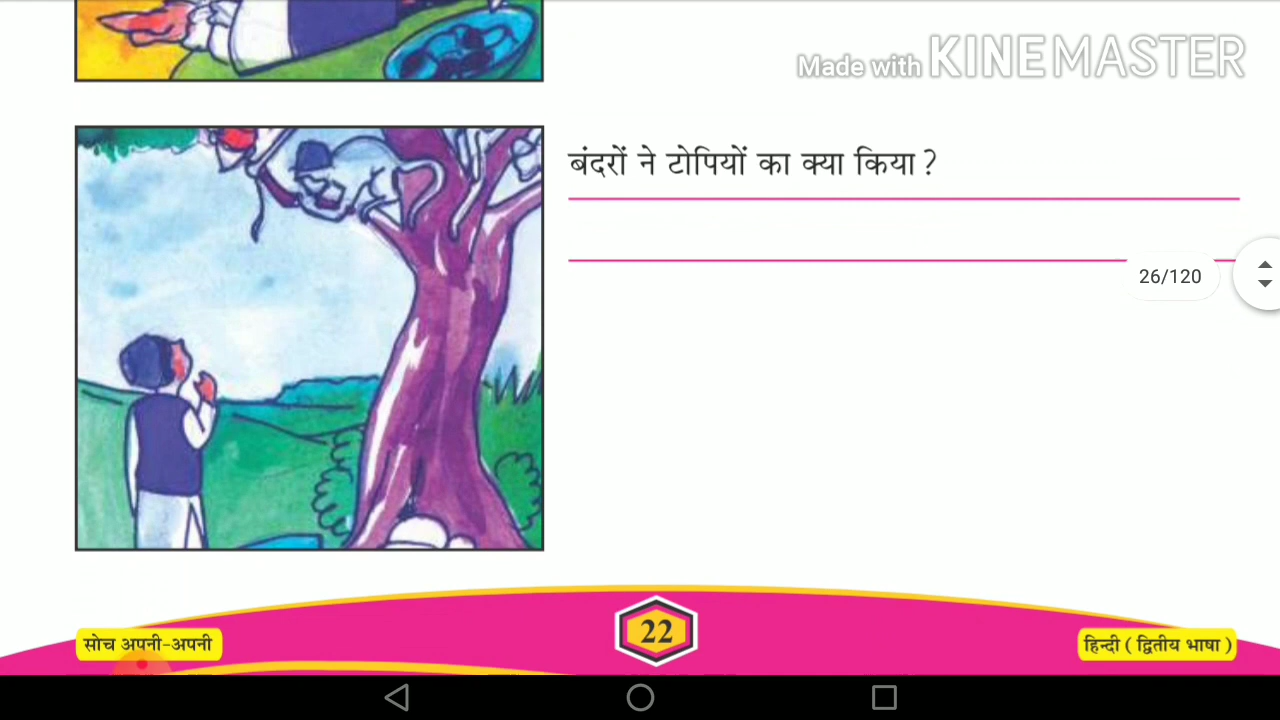 Made with KINEMASTER
बंदरों ने टोपियों का क्या किया ?
26/120
22
सोच अपनी-अपनी
हिन्दी ( द्वितीय भाषा )